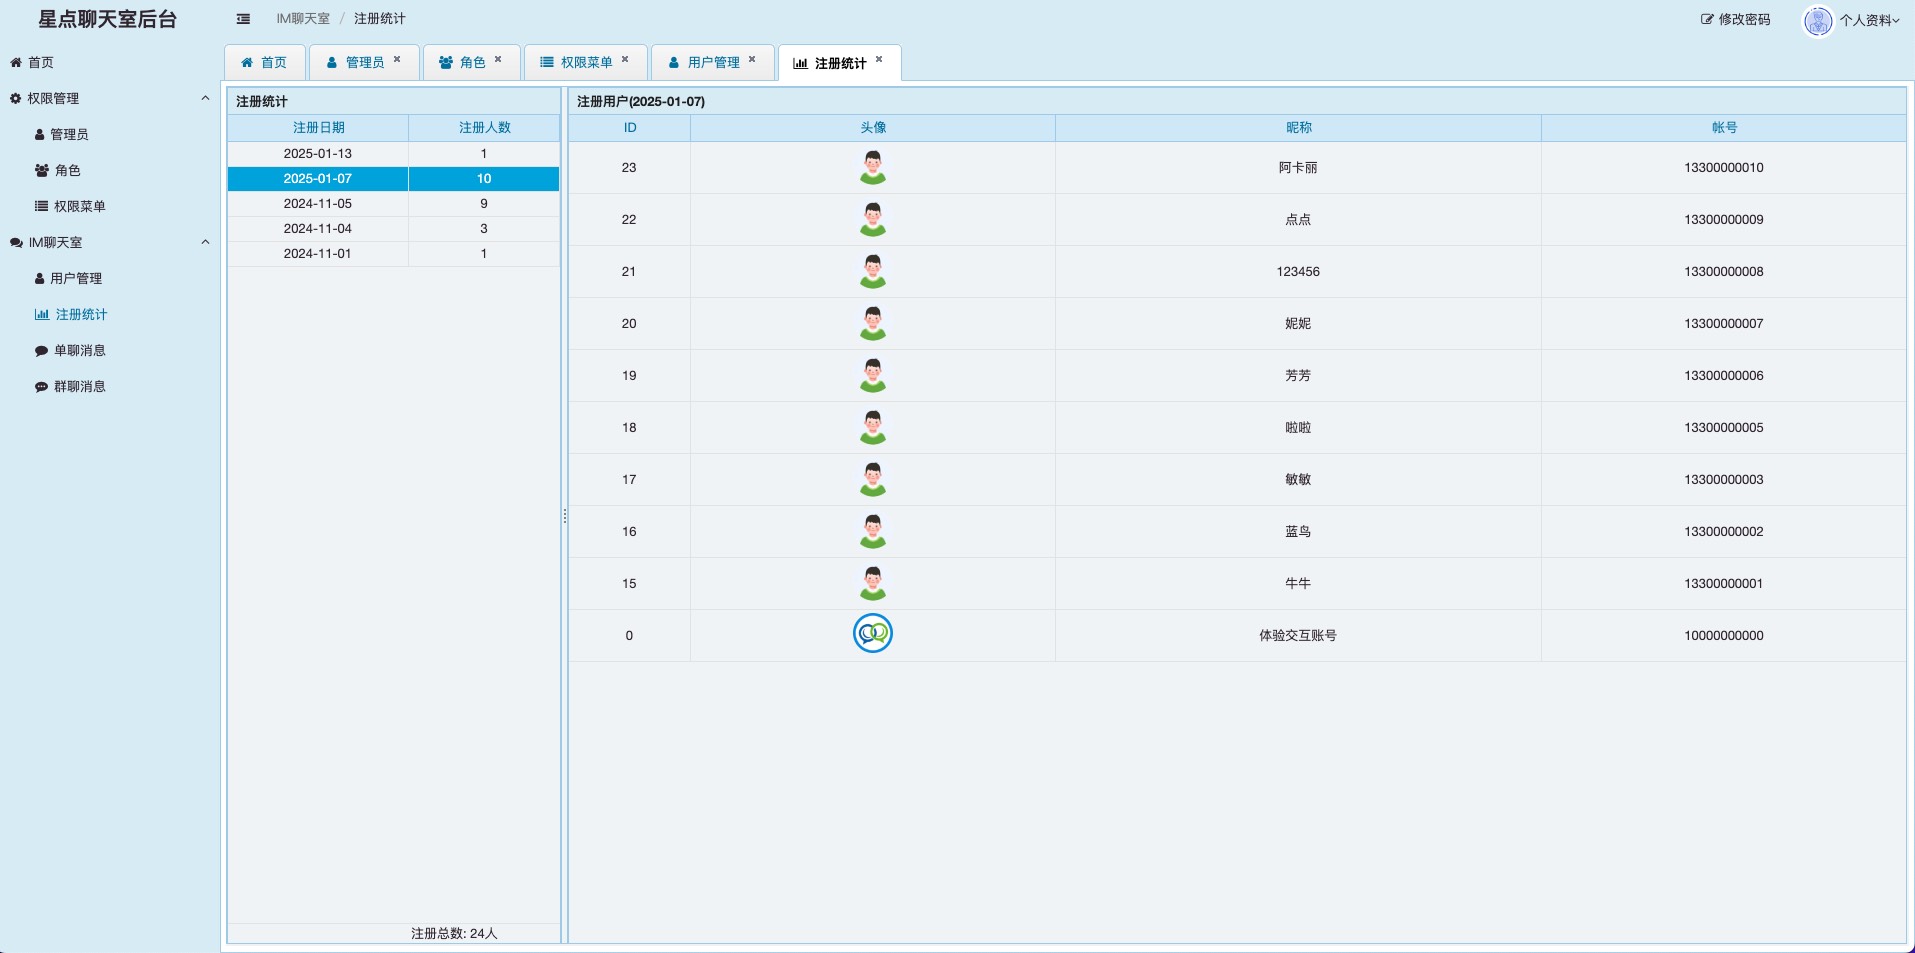 星点聊天室后台
IM聊天室 / 注册统计
修改密码
个人资料
首页
权限管理
管理员
角色
权限菜单
IM聊天室
用户管理
注册统计
单聊消息
群聊消息
首页 管理员 角色 权限菜单 用户管理 注册统计
注册统计
注册日期 注册人数
2025-01-13 1
2025-01-07 10
2024-11-05 9
2024-11-04 3
2024-11-01 1
注册总数: 24人
注册用户(2025-01-07)
ID 头像 昵称 帐号
23 阿卡丽 13300000010
22 点点 13300000009
21 123456 13300000008
20 妮妮 13300000007
19 芳芳 13300000006
18 啦啦 13300000005
17 敏敏 13300000003
16 蓝鸟 13300000002
15 牛牛 13300000001
0 体验交互账号 10000000000